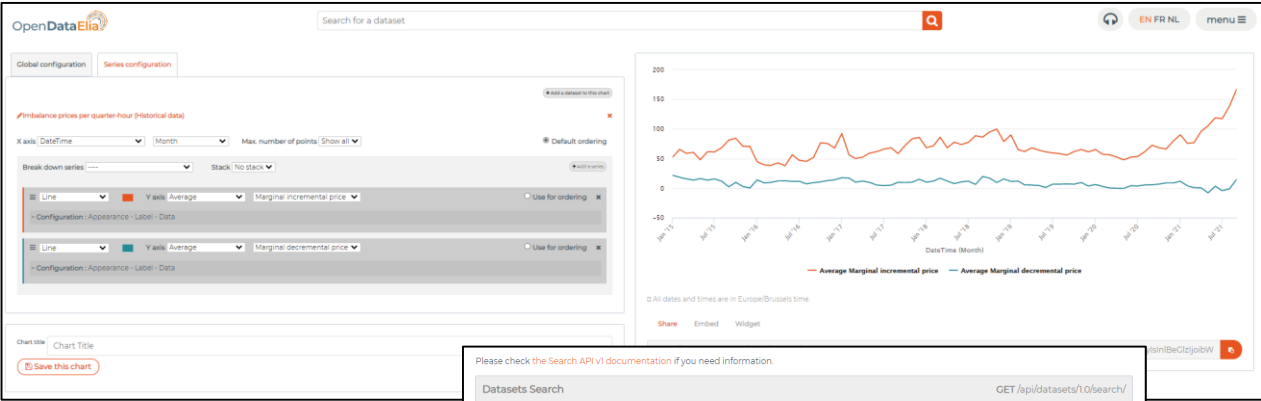 OpenDataElia
Search for a dataset
EN FR NL
menu
Global configuration
Series configuration
+ Add a dataset to this chart
Imbalance prices per quarter-hour (Historical data)
X axis DateTime Month Max. number of points Show all Default ordering
Break down series ---- Stack No stack + Add a series
Line Y axis Average Marginal incremental price Use for ordering
Configuration : Appearance - Label - Data
Line Y axis Average Marginal decremental price Use for ordering
Configuration : Appearance - Label - Data
Chart title Chart Title
Save this chart
200
150
100
50
0
-50
Jan '15 Jul '15 Jan '16 Jul '16 Jan '17 Jul '17 Jan '18 Jul '18 Jan '19 Jul '19 Jan '20 Jul '20 Jan '21 Jul '21
DateTime (Month)
Average Marginal incremental price Average Marginal decremental price
All dates and times are in Europe/Brussels time.
Share Embed Widget
Please check the Search API v1 documentation if you need information.
Datasets Search GET /api/datasets/1.0/search/